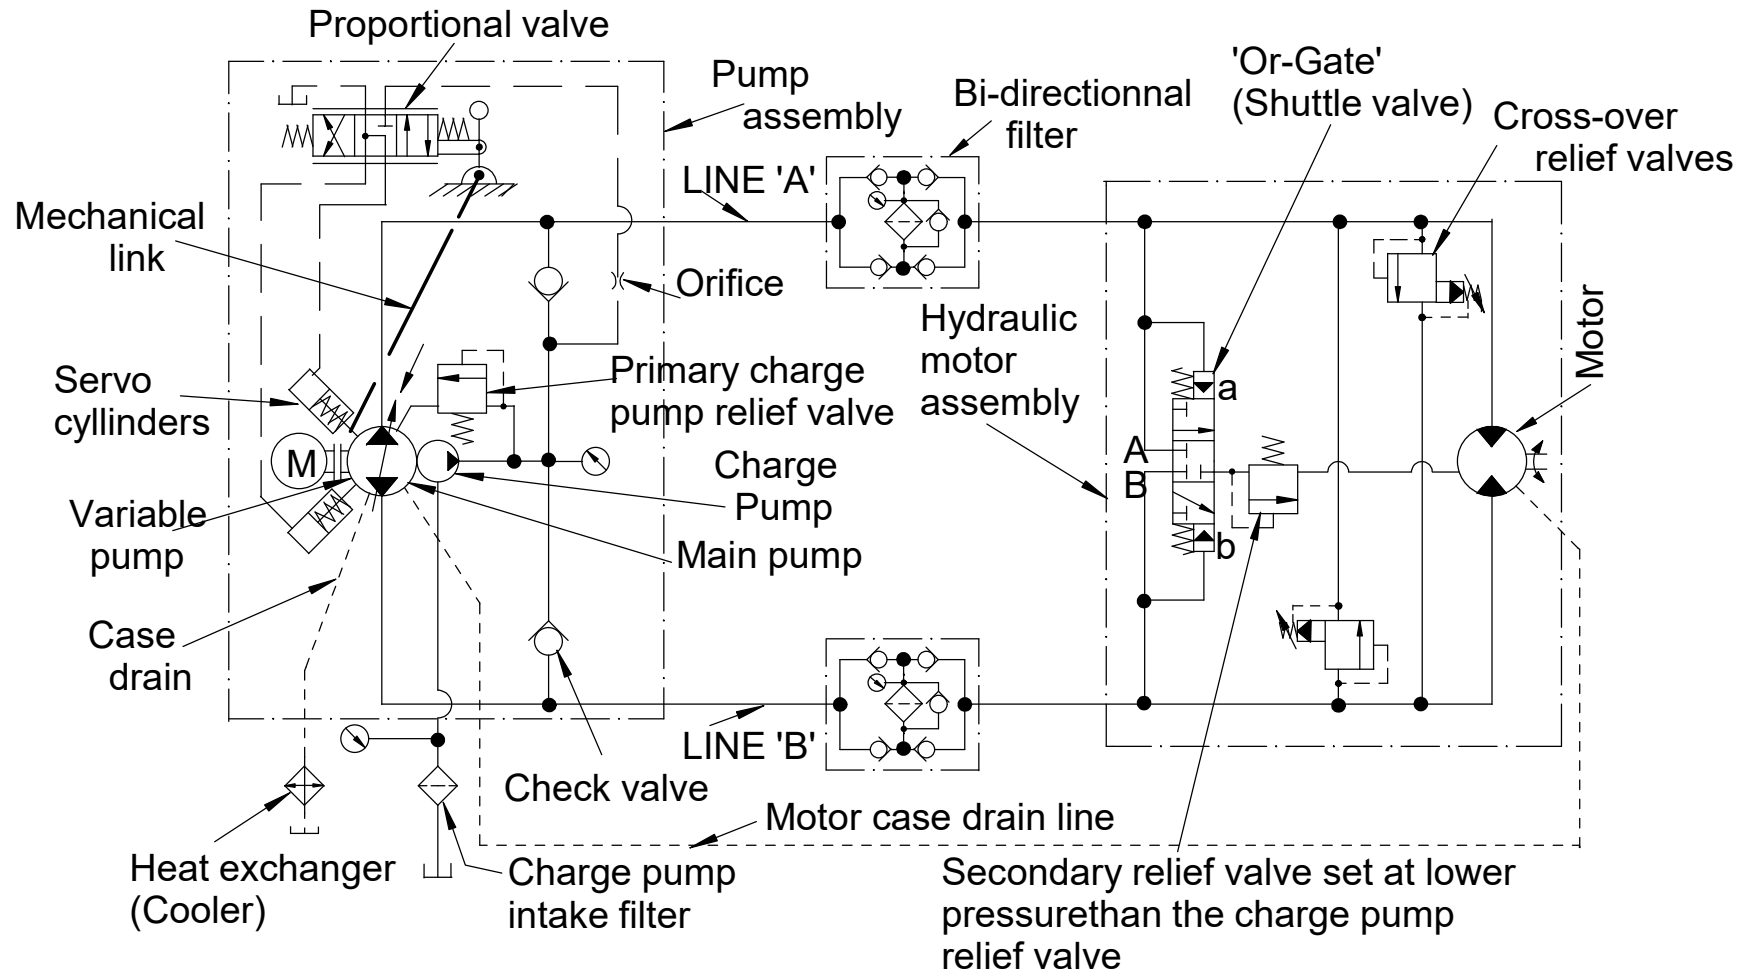 Proportional valve
Pump
assembly
Bi-directionnal
filter
'Or-Gate'
(Shuttle valve)
Cross-over
relief valves
LINE 'A'
Mechanical
link
Orifice
Hydraulic
motor
assembly
Motor
Servo
cyllinders
Primary charge
pump relief valve
a
A
B
b
M
Charge
Pump
Variable
pump
Main pump
Case
drain
LINE 'B'
Check valve
Motor case drain line
Heat exchanger
(Cooler)
Charge pump
intake filter
Secondary relief valve set at lower
pressurethan the charge pump
relief valve